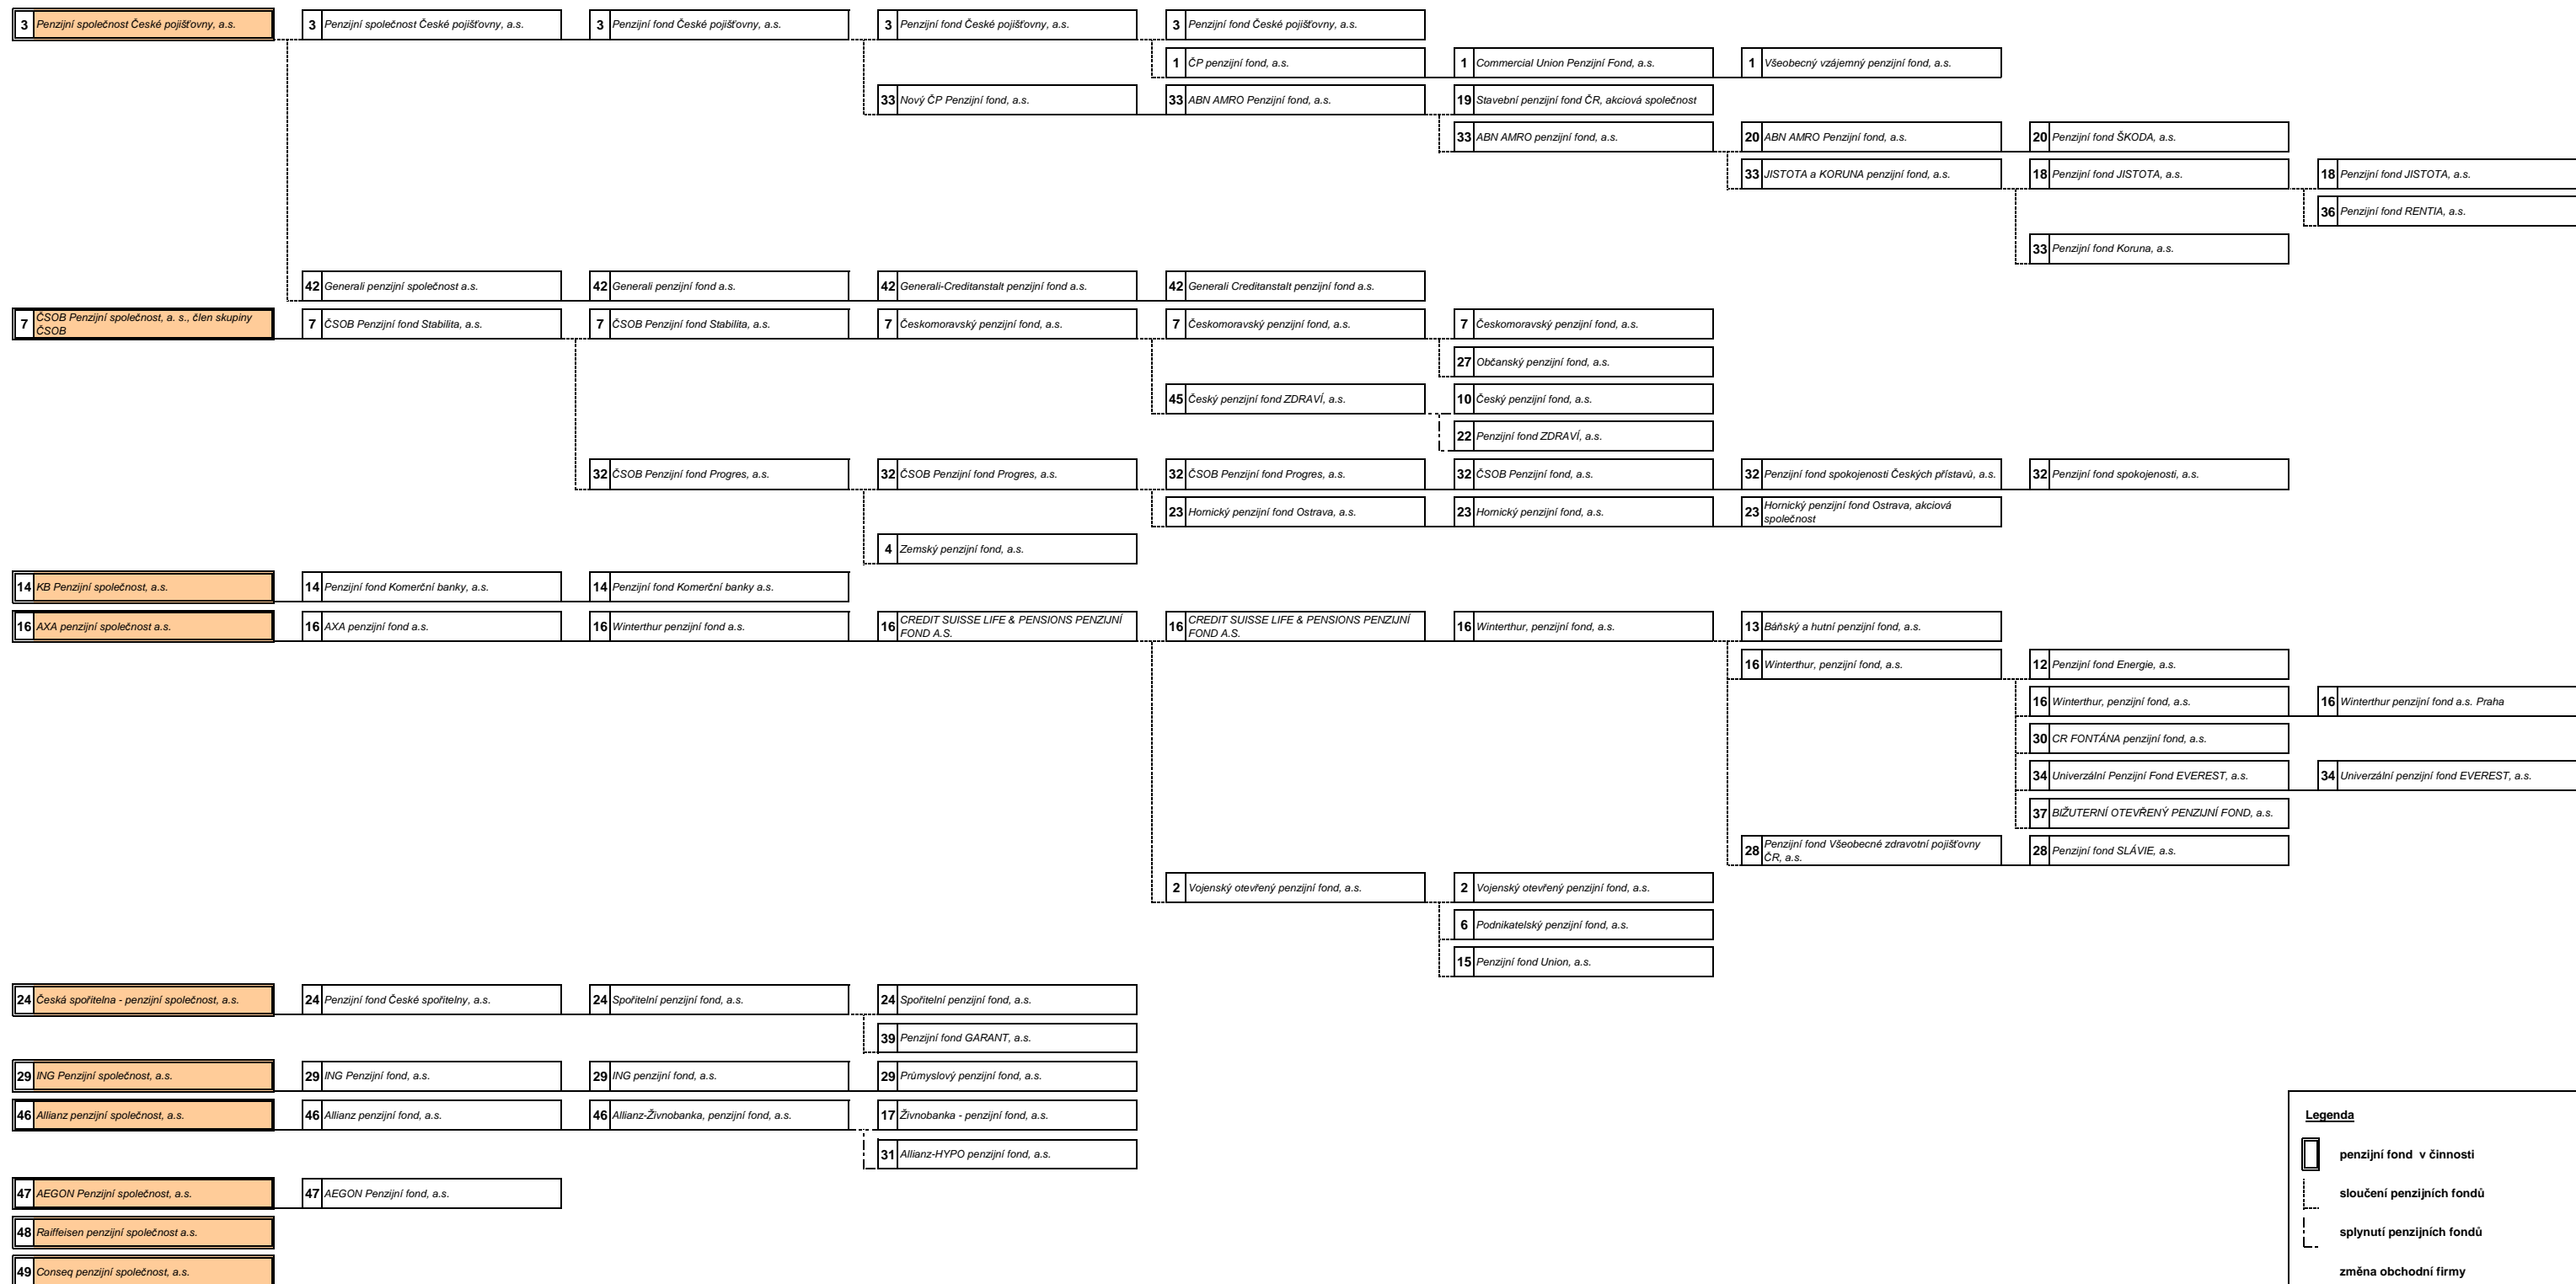 3 Penzijní společnost České pojišťovny, a.s. 3 Penzijní společnost České pojišťovny, a.s. 3 Penzijní fond České pojišťovny, a.s. 3 Penzijní fond České pojišťovny, a.s. 3 Penzijní fond České pojišťovny, a.s.
1 ČP penzijní fond, a.s. 1 Commercial Union Penzijní Fond, a.s. 1 Všeobecný vzájemný penzijní fond, a.s.
33 Nový ČP Penzijní fond, a.s. 33 ABN AMRO Penzijní fond, a.s. 19 Stavební penzijní fond ČR, akciová společnost
33 ABN AMRO penzijní fond, a.s. 20 ABN AMRO Penzijní fond, a.s. 20 Penzijní fond ŠKODA, a.s.
33 JISTOTA a KORUNA penzijní fond, a.s. 18 Penzijní fond JISTOTA, a.s. 18 Penzijní fond JISTOTA, a.s.
36 Penzijní fond RENTIA, a.s.
33 Penzijní fond Koruna, a.s.
42 Generali penzijní společnost a.s. 42 Generali penzijní fond a.s. 42 Generali-Creditanstalt penzijní fond a.s. 42 Generali Creditanstalt penzijní fond a.s.
7 ČSOB Penzijní společnost, a. s., člen skupiny
ČSOB
7 ČSOB Penzijní fond Stabilita, a.s. 7 ČSOB Penzijní fond Stabilita, a.s. 7 Českomoravský penzijní fond, a.s. 7 Českomoravský penzijní fond, a.s. 7 Českomoravský penzijní fond, a.s.
27 Občanský penzijní fond, a.s.
45 Český penzijní fond ZDRAVÍ, a.s. 10 Český penzijní fond, a.s.
22 Penzijní fond ZDRAVÍ, a.s.
32 ČSOB Penzijní fond Progres, a.s. 32 ČSOB Penzijní fond Progres, a.s. 32 ČSOB Penzijní fond Progres, a.s. 32 ČSOB Penzijní fond, a.s. 32 Penzijní fond spokojenosti Českých přístavů, a.s. 32 Penzijní fond spokojenosti, a.s.
23 Hornický penzijní fond Ostrava, a.s. 23 Hornický penzijní fond, a.s. 23 Hornický penzijní fond Ostrava, akciová
společnost
4 Zemský penzijní fond, a.s.
14 KB Penzijní společnost, a.s. 14 Penzijní fond Komerční banky, a.s. 14 Penzijní fond Komerční banky a.s.
16 AXA penzijní společnost a.s. 16 AXA penzijní fond a.s. 16 Winterthur penzijní fond a.s. 16 CREDIT SUISSE LIFE & PENSIONS PENZIJNÍ
FOND A.S.
16 CREDIT SUISSE LIFE & PENSIONS PENZIJNÍ
FOND A.S.
16 Winterthur, penzijní fond, a.s. 13 Báňský a hutní penzijní fond, a.s.
16 Winterthur, penzijní fond, a.s. 12 Penzijní fond Energie, a.s.
16 Winterthur, penzijní fond, a.s. 16 Winterthur penzijní fond a.s. Praha
30 CR FONTÁNA penzijní fond, a.s.
34 Univerzální Penzijní Fond EVEREST, a.s. 34 Univerzální penzijní fond EVEREST, a.s.
37 BIŽUTERNÍ OTEVŘENÝ PENZIJNÍ FOND, a.s.
28 Penzijní fond Všeobecné zdravotní pojišťovny
ČR, a.s.
28 Penzijní fond SLÁVIE, a.s.
2 Vojenský otevřený penzijní fond, a.s. 2 Vojenský otevřený penzijní fond, a.s.
6 Podnikatelský penzijní fond, a.s.
15 Penzijní fond Union, a.s.
24 Česká spořitelna - penzijní společnost, a.s. 24 Penzijní fond České spořitelny, a.s. 24 Spořitelní penzijní fond, a.s. 24 Spořitelní penzijní fond, a.s.
39 Penzijní fond GARANT, a.s.
29 ING Penzijní společnost, a.s. 29 ING Penzijní fond, a.s. 29 ING penzijní fond, a.s. 29 Průmyslový penzijní fond, a.s.
46 Allianz penzijní společnost, a.s. 46 Allianz penzijní fond, a.s. 46 Allianz-Živnobanka, penzijní fond, a.s. 17 Živnobanka - penzijní fond, a.s.
31 Allianz-HYPO penzijní fond, a.s.
47 AEGON Penzijní společnost, a.s. 47 AEGON Penzijní fond, a.s.
48 Raiffeisen penzijní společnost a.s.
49 Conseq penzijní společnost, a.s.
Legenda
penzijní fond v činnosti
sloučení penzijních fondů
splynutí penzijních fondů
změna obchodní firmy